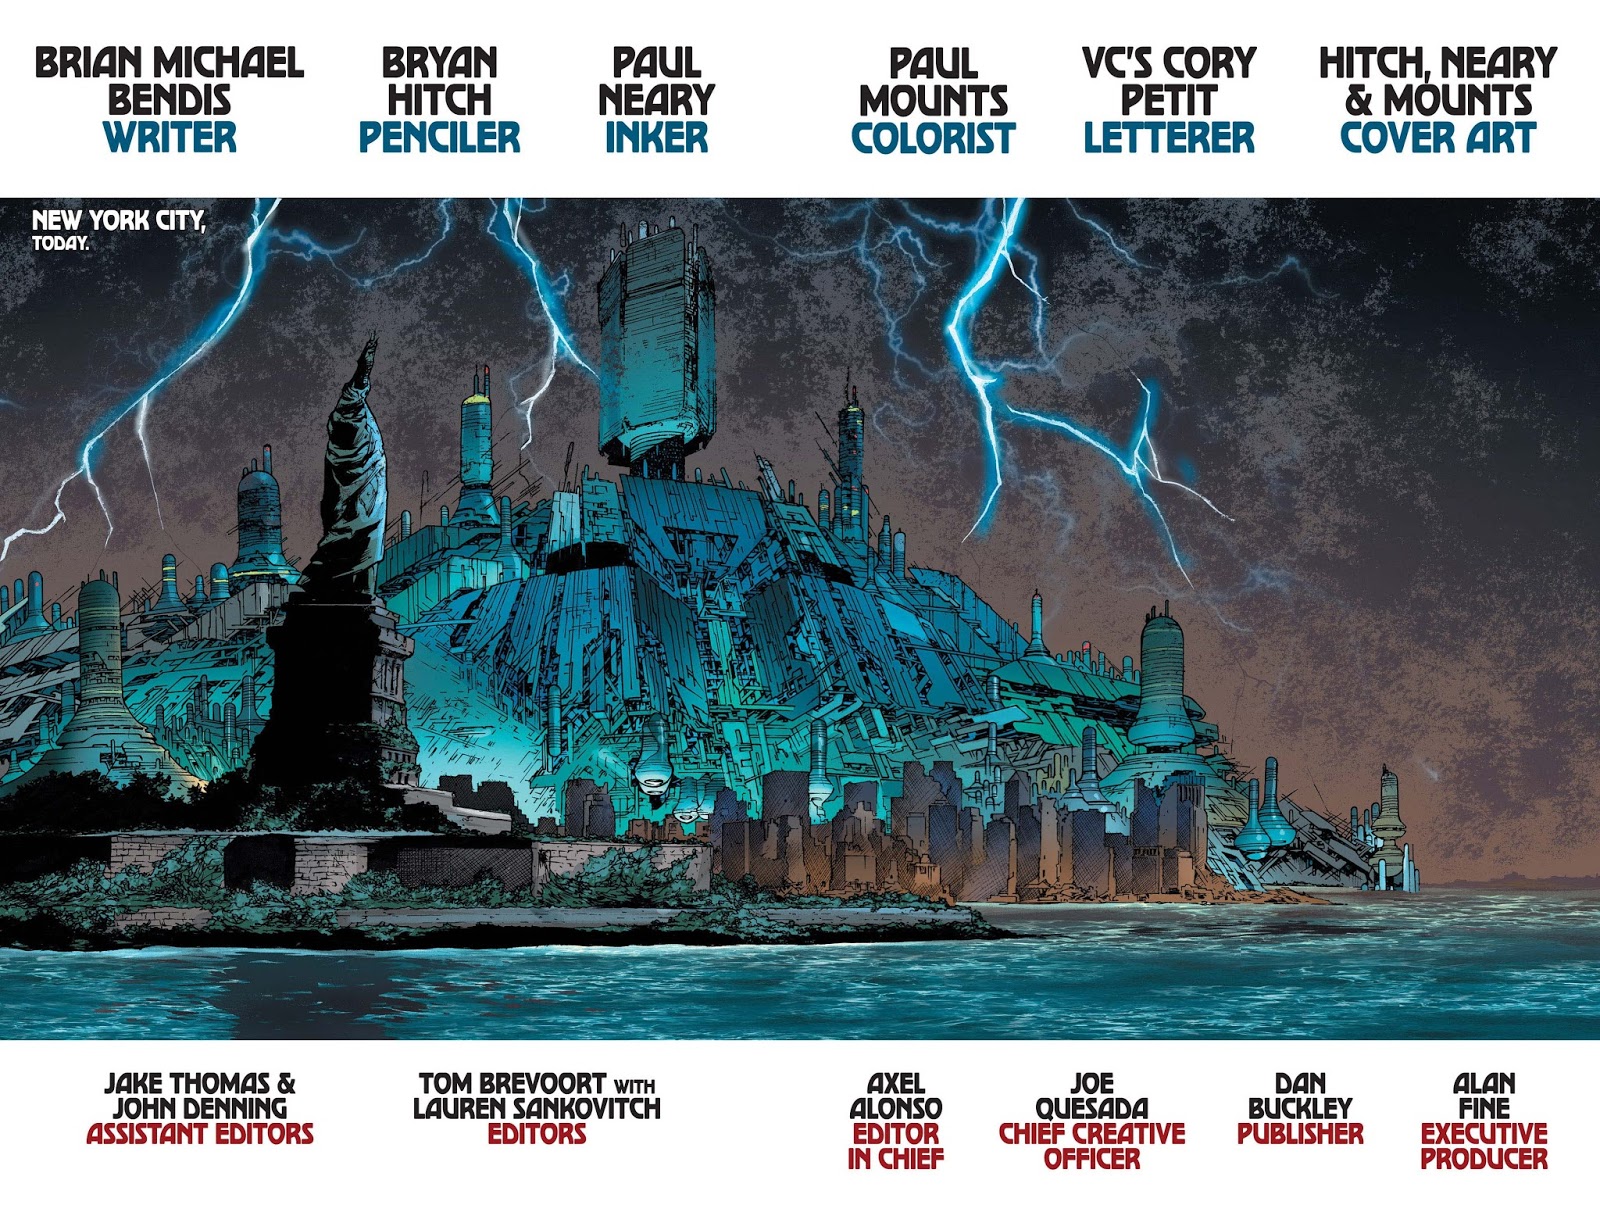 BRIAN MICHAEL
BENDIS
WRITER
BRYAN
HITCH
PENCILER
PAUL
NEARY
INKER
PAUL
MOUNTS
COLORIST
VC'S CORY
PETIT
LETTERER
HITCH, NEARY
& MOUNTS
COVER ART
NEW YORK CITY,
TODAY.
JAKE THOMAS &
JOHN DENNING
ASSISTANT EDITORS
TOM BREVOORT WITH
LAUREN SANKOVITCH
EDITORS
AXEL
ALONSO
EDITOR
IN CHIEF
JOE
QUESADA
CHIEF CREATIVE
OFFICER
DAN
BUCKLEY
PUBLISHER
ALAN
FINE
EXECUTIVE
PRODUCER